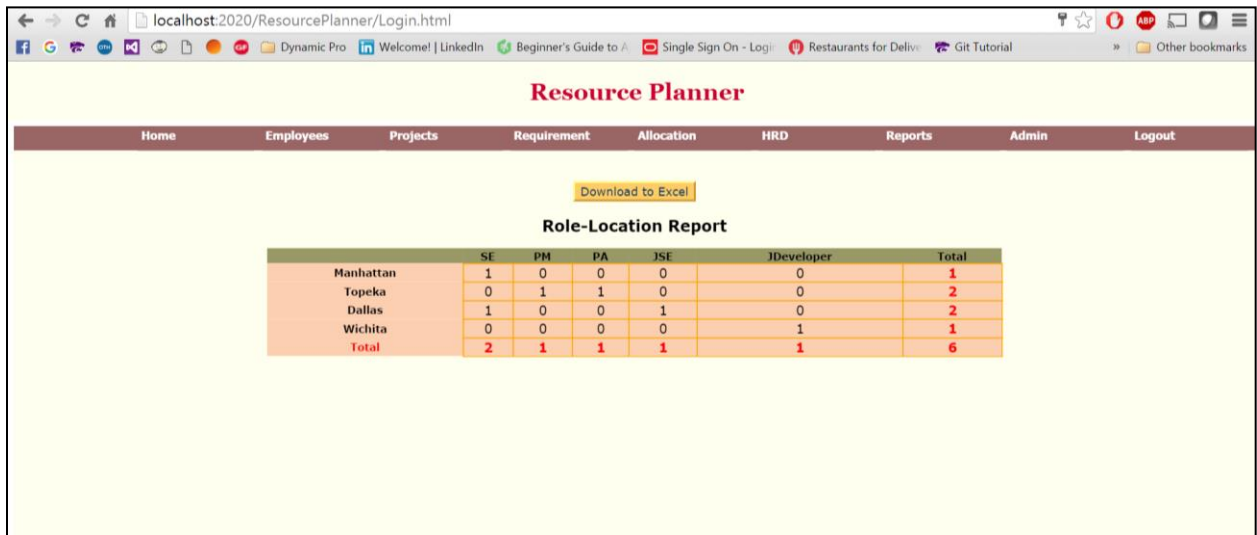 localhost:2020/ResourcePlanner/Login.html
Dynamic Pro Welcome! | LinkedIn Beginner's Guide to A Single Sign On - Logi Restaurants for Delive Git Tutorial » Other bookmarks
Resource Planner
Home Employees Projects Requirement Allocation HRD Reports Admin Logout
Download to Excel
Role-Location Report
SE PM PA JSE JDeveloper Total
Manhattan 1 0 0 0 0 1
Topeka 0 1 1 0 0 2
Dallas 1 0 0 1 0 2
Wichita 0 0 0 0 1 1
Total 2 1 1 1 1 6